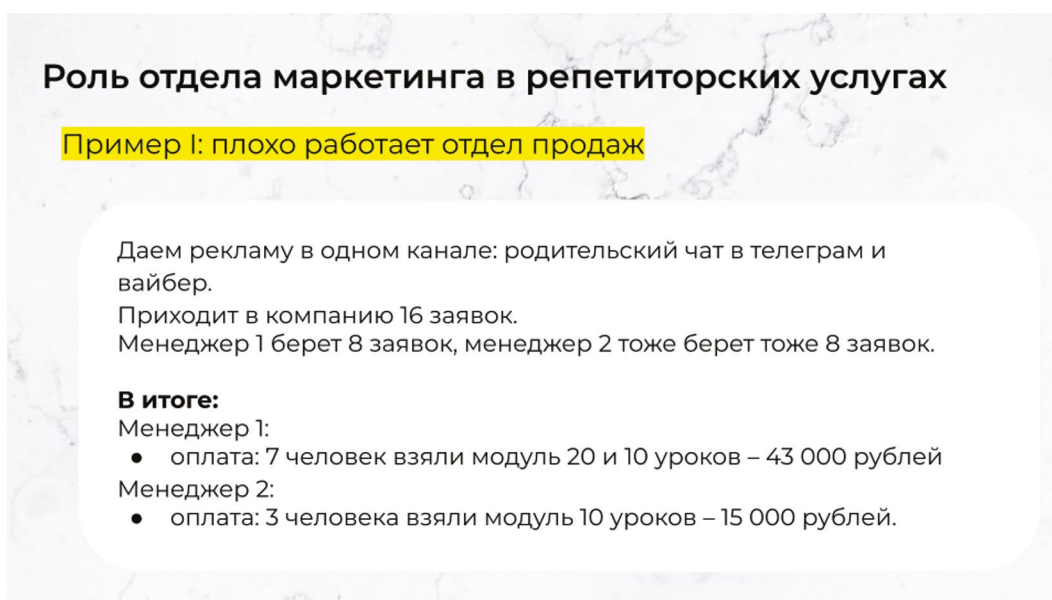 Роль отдела маркетинга в репетиторских услугах
Пример I: плохо работает отдел продаж
Даем рекламу в одном канале: родительский чат в телеграм и
вайбер.
Приходит в компанию 16 заявок.
Менеджер 1 берет 8 заявок, менеджер 2 тоже берет тоже 8 заявок.
В итоге:
Менеджер 1:
● оплата: 7 человек взяли модуль 20 и 10 уроков – 43 000 рублей
Менеджер 2:
● оплата: 3 человека взяли модуль 10 уроков – 15 000 рублей.